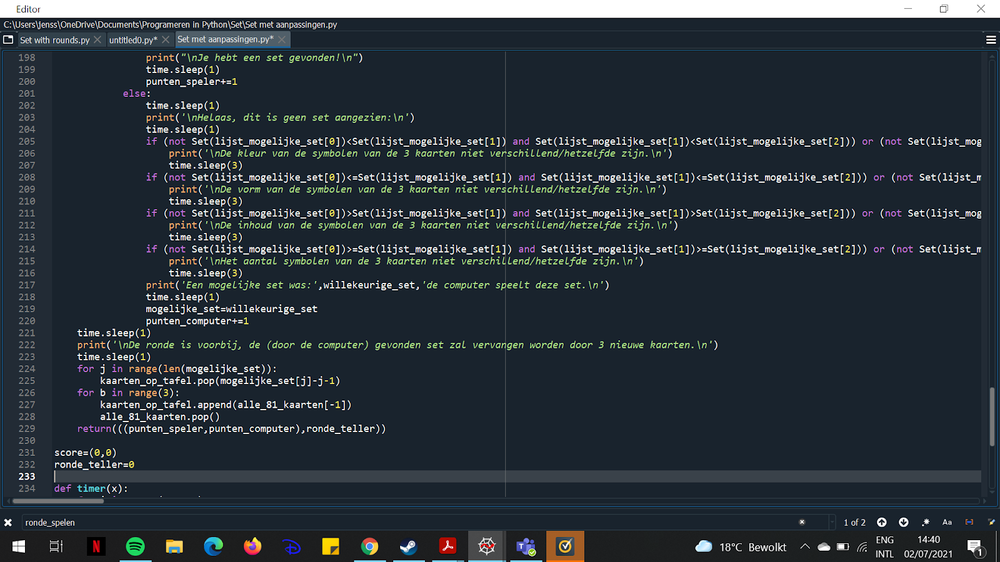 Editor
C:\Users\jenss\OneDrive\Documents\Programeren in Python\Set\Set met aanpassingen.py
Set with rounds.py untitled0.py* Set met aanpassingen.py*
198 print("\nJe hebt een set gevonden!\n")
199 time.sleep(1)
200 punten_speler+=1
201 else:
202 time.sleep(1)
203 print('\nHelaas, dit is geen set aangezien:\n')
204 time.sleep(1)
205 if (not Set(lijst_mogelijke_set[0])<Set(lijst_mogelijke_set[1]) and Set(lijst_mogelijke_set[1])<Set(lijst_mogelijke_set[2])) or (not Set(lijst_mog
206 print('\nDe kleur van de symbolen van de 3 kaarten niet verschillend/hetzelfde zijn.\n')
207 time.sleep(3)
208 if (not Set(lijst_mogelijke_set[0])<=Set(lijst_mogelijke_set[1]) and Set(lijst_mogelijke_set[1])<=Set(lijst_mogelijke_set[2])) or (not Set(lijst_m
209 print('\nDe vorm van de symbolen van de 3 kaarten niet verschillend/hetzelfde zijn.\n')
210 time.sleep(3)
211 if (not Set(lijst_mogelijke_set[0])>Set(lijst_mogelijke_set[1]) and Set(lijst_mogelijke_set[1])>Set(lijst_mogelijke_set[2])) or (not Set(lijst_mog
212 print('\nDe inhoud van de symbolen van de 3 kaarten niet verschillend/hetzelfde zijn.\n')
213 time.sleep(3)
214 if (not Set(lijst_mogelijke_set[0])>=Set(lijst_mogelijke_set[1]) and Set(lijst_mogelijke_set[1])>=Set(lijst_mogelijke_set[2])) or (not Set(lijst_m
215 print('\nHet aantal symbolen van de 3 kaarten niet verschillend/hetzelfde zijn.\n')
216 time.sleep(3)
217 print('Een mogelijke set was:',willekeurige_set,'de computer speelt deze set.\n')
218 time.sleep(1)
219 mogelijke_set=willekeurige_set
220 punten_computer+=1
221 time.sleep(1)
222 print('\nDe ronde is voorbij, de (door de computer) gevonden set zal vervangen worden door 3 nieuwe kaarten.\n')
223 time.sleep(1)
224 for j in range(len(mogelijke_set)):
225 kaarten_op_tafel.pop(mogelijke_set[j]-j-1)
226 for b in range(3):
227 kaarten_op_tafel.append(alle_81_kaarten[-1])
228 alle_81_kaarten.pop()
229 return(((punten_speler,punten_computer),ronde_teller))
230
231 score=(0,0)
232 ronde_teller=0
233
234 def timer(x):
ronde_spelen 1 of 2 .* Aa
18°C Bewolkt ENG INTL 14:40 02/07/2021 1